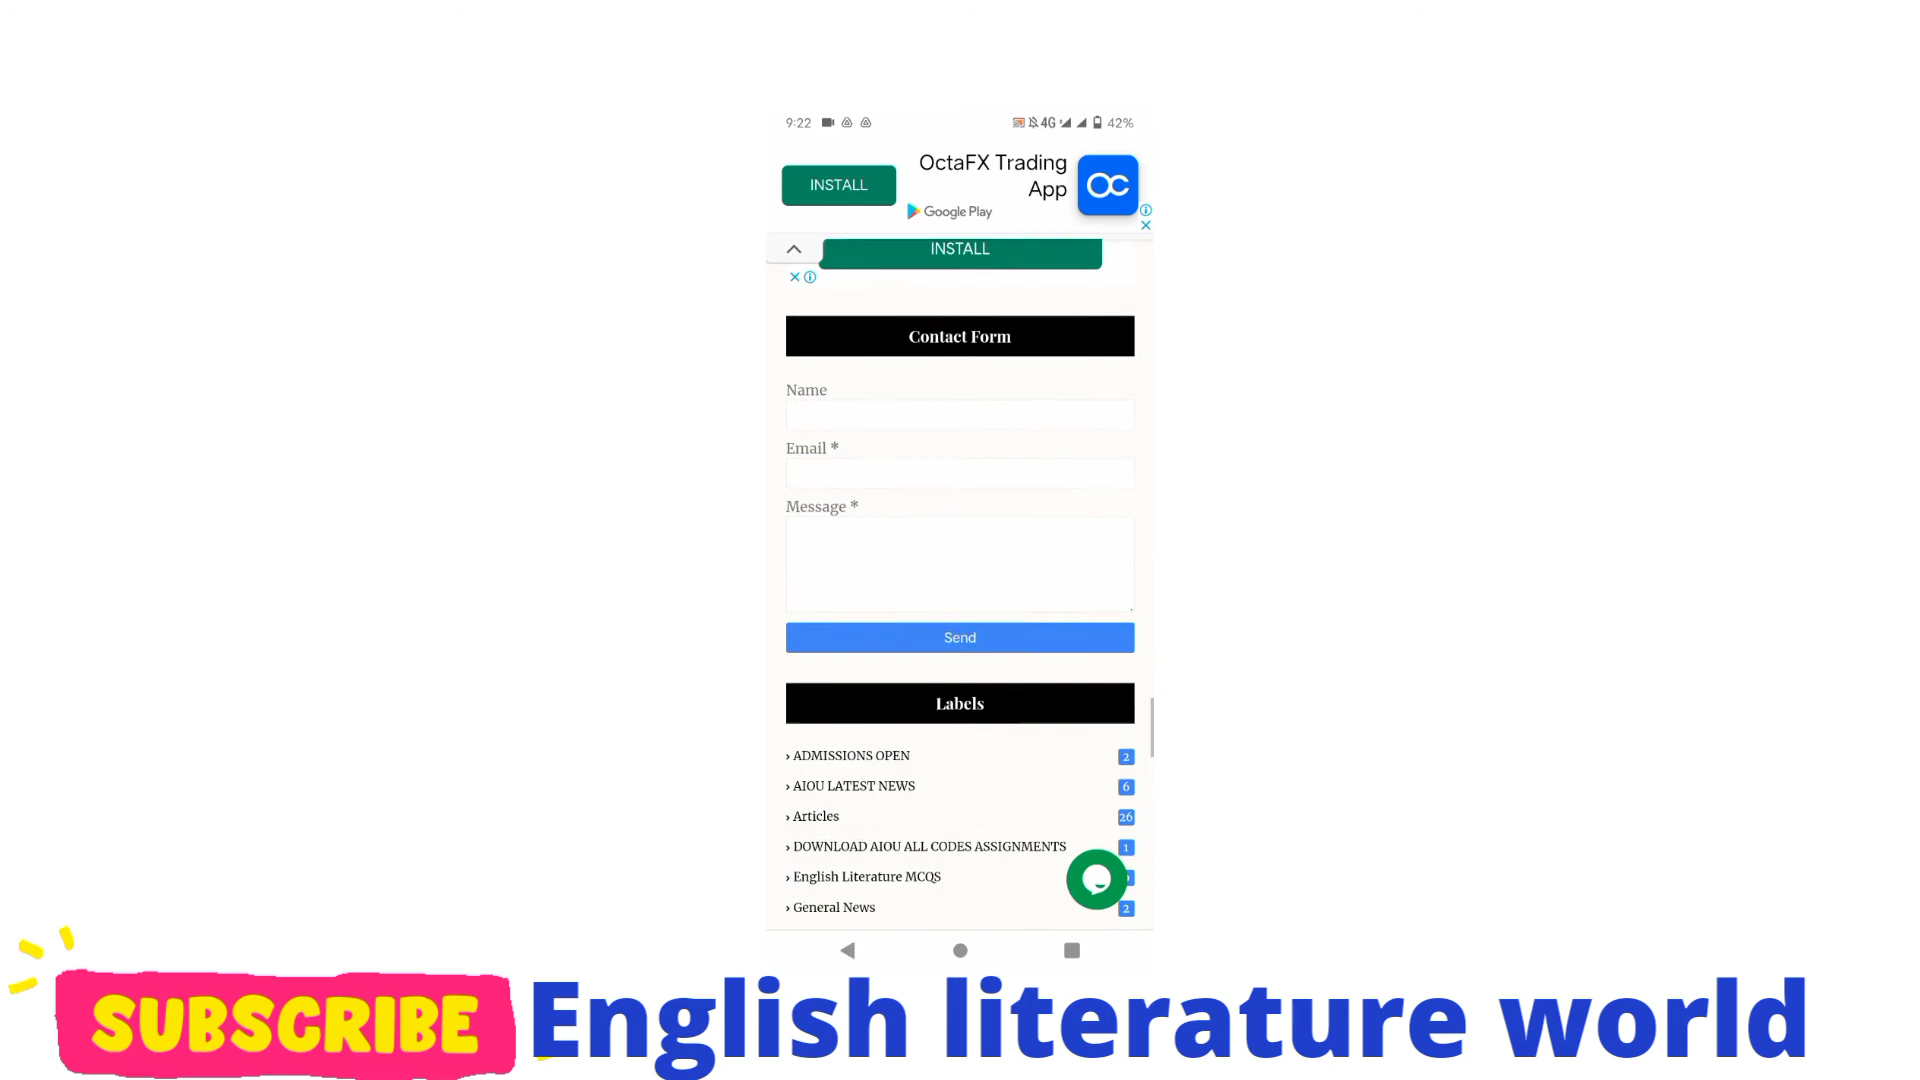 9:22
4G
42%
INSTALL
OctaFX Trading
App
Google Play
INSTALL
Contact Form
Name
Email *
Message *
Send
Labels
› ADMISSIONS OPEN 2
› AIOU LATEST NEWS 6
› Articles 26
› DOWNLOAD AIOU ALL CODES ASSIGNMENTS 1
› English Literature MCQS
› General News 2
SUBSCRIBE
English literature world